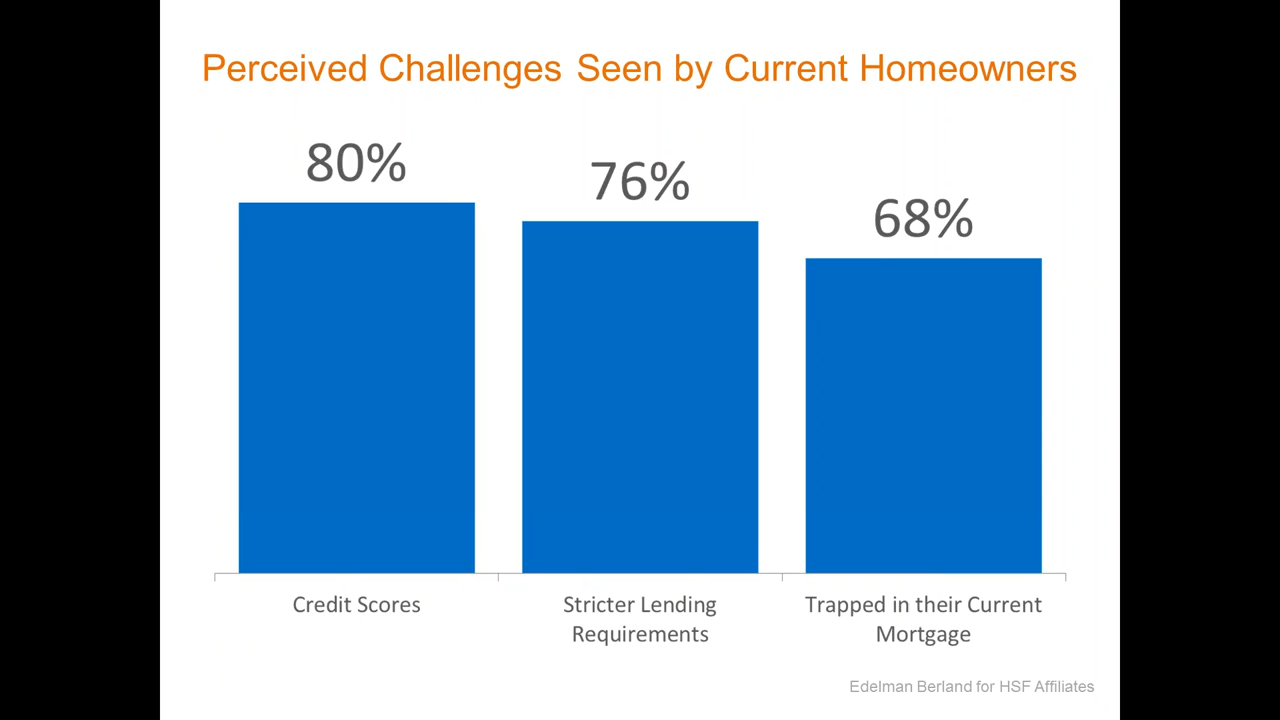 Perceived Challenges Seen by Current Homeowners
80%
76%
68%
Credit Scores
Stricter Lending
Requirements
Trapped in their Current
Mortgage
Edelman Berland for HSF Affiliates